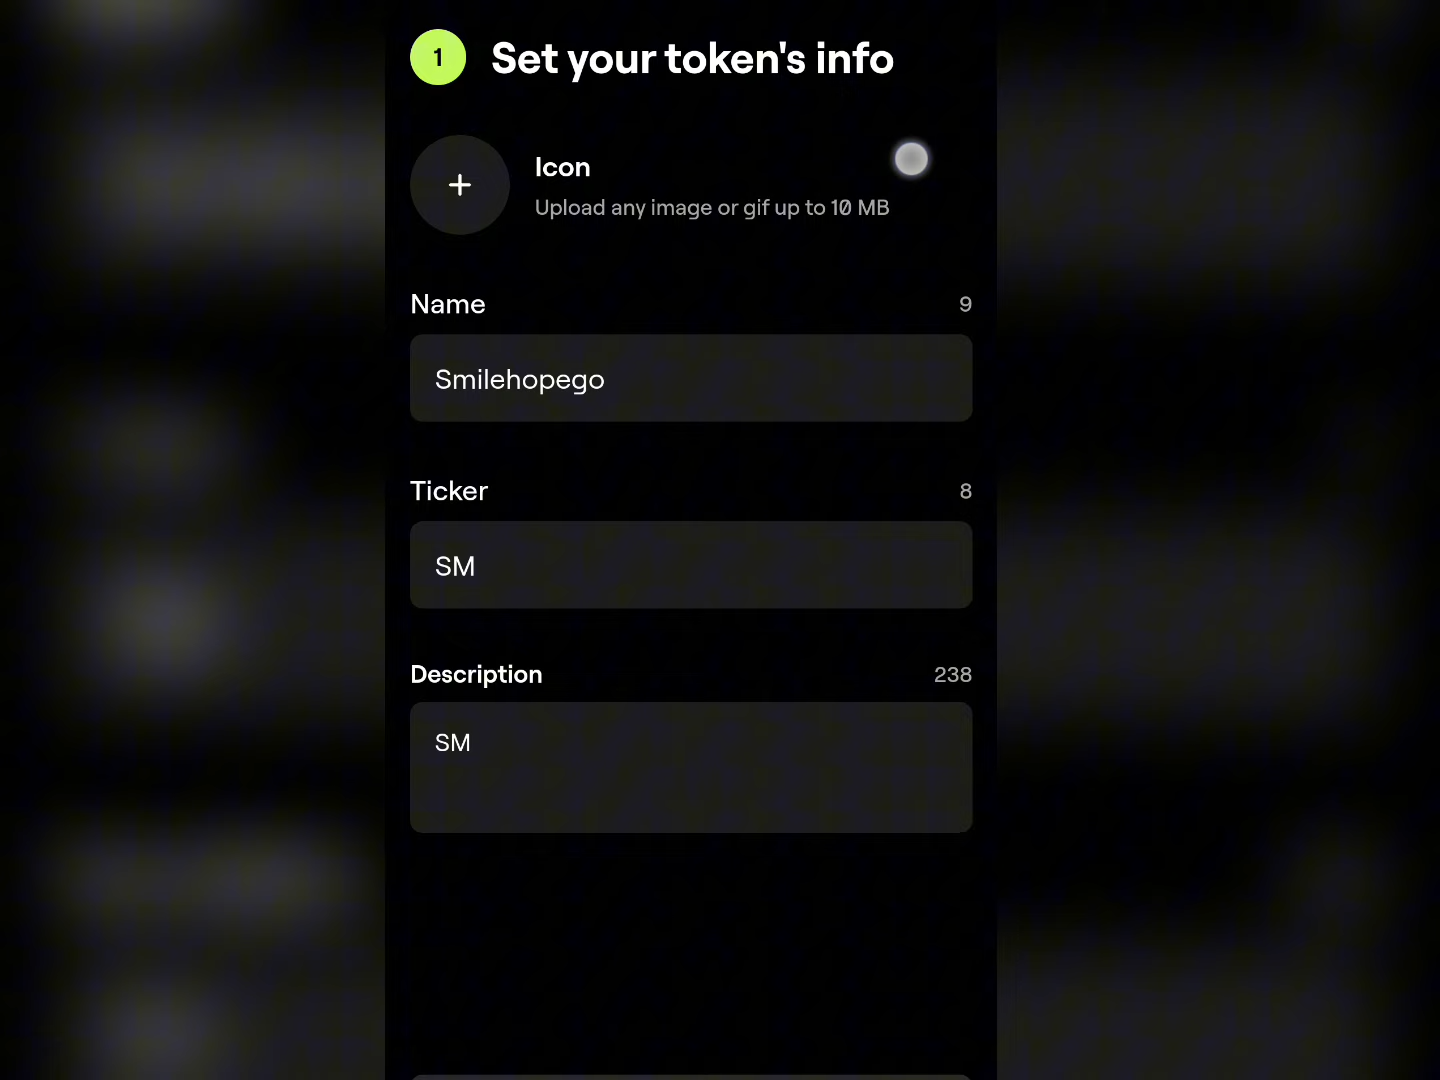 1 Set your token's info
Icon
Upload any image or gif up to 10 MB
Name 9
Smilehopego
Ticker 8
SM
Description 238
SM